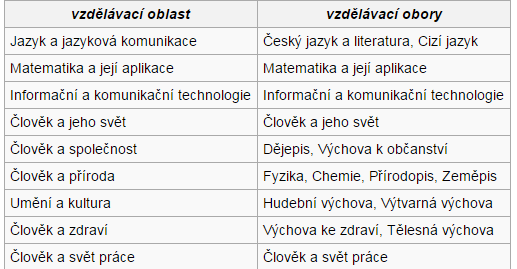 vzdělávací oblast vzdělávací obory
Jazyk a jazyková komunikace Český jazyk a literatura, Cizí jazyk
Matematika a její aplikace Matematika a její aplikace
Informační a komunikační technologie Informační a komunikační technologie
Člověk a jeho svět Člověk a jeho svět
Člověk a společnost Dějepis, Výchova k občanství
Člověk a příroda Fyzika, Chemie, Přírodopis, Zeměpis
Umění a kultura Hudební výchova, Výtvarná výchova
Člověk a zdraví Výchova ke zdraví, Tělesná výchova
Člověk a svět práce Člověk a svět práce